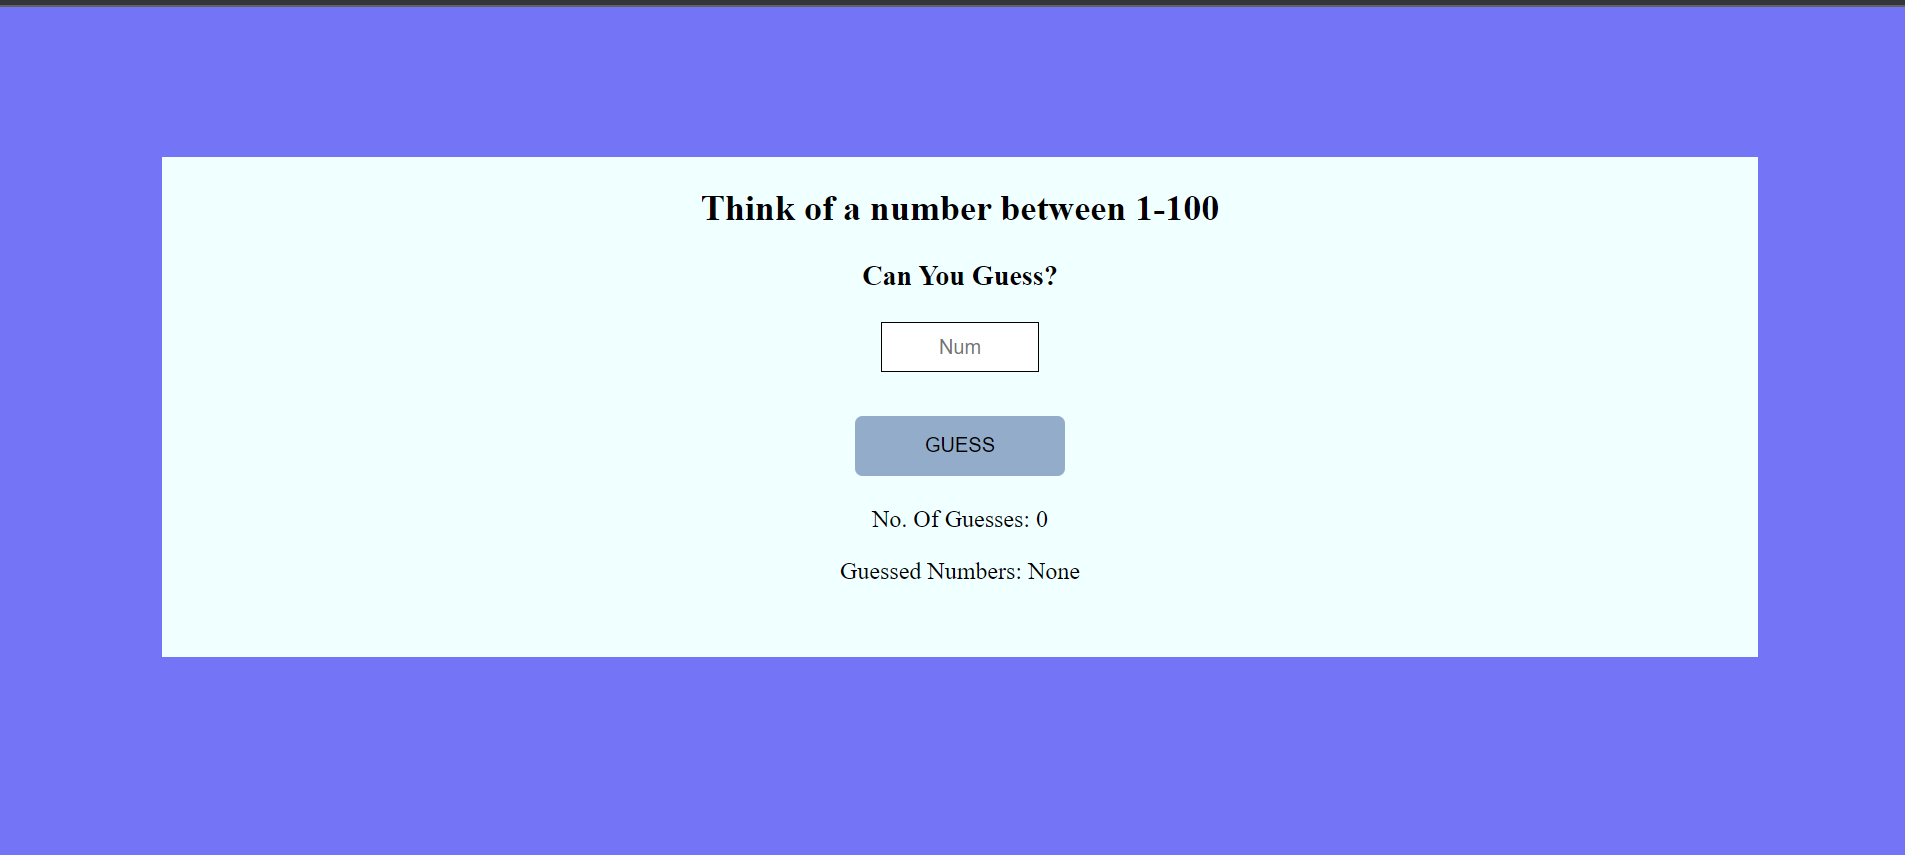 Think of a number between 1-100
Can You Guess?
Num
GUESS
No. Of Guesses: 0
Guessed Numbers: None